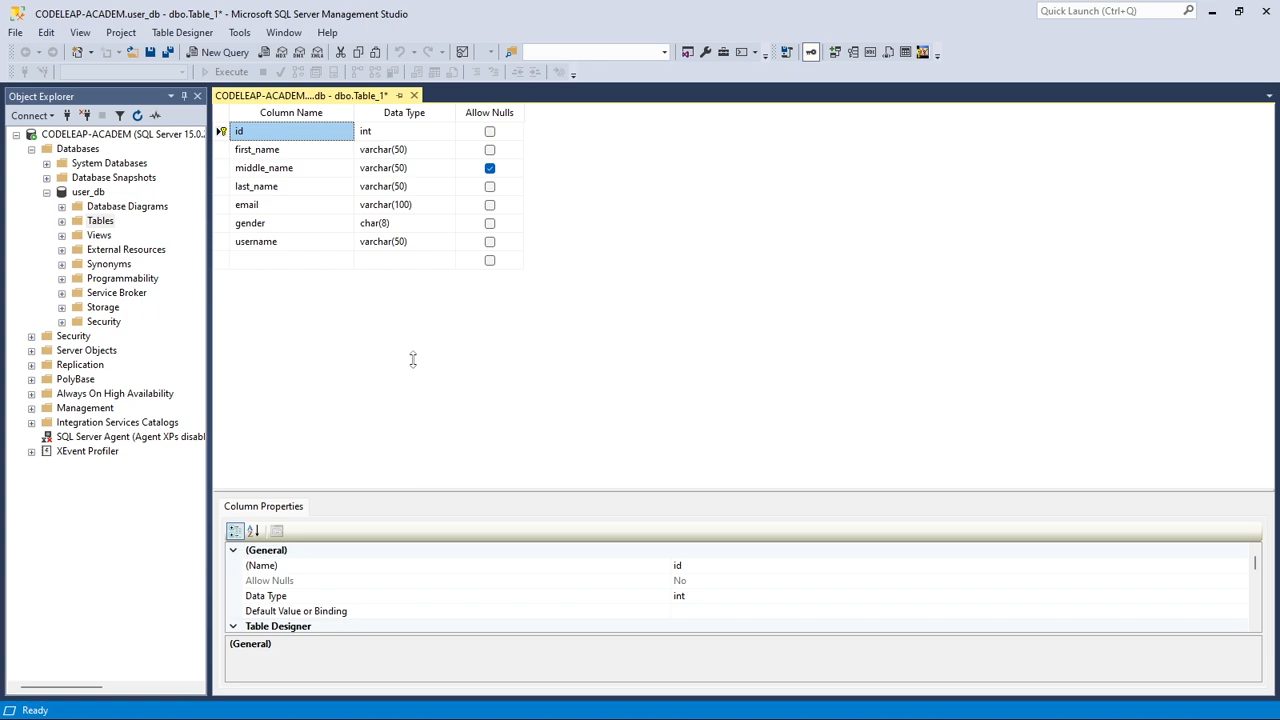 CODELEAP-ACADEM.user_db - dbo.Table_1* - Microsoft SQL Server Management Studio
Quick Launch (Ctrl+Q)
File Edit View Project Table Designer Tools Window Help
New Query
Execute
Object Explorer
CODELEAP-ACADEM....db - dbo.Table_1*
Connect
Column Name Data Type Allow Nulls
CODELEAP-ACADEM (SQL Server 15.0.
Databases
System Databases
Database Snapshots
user_db
Database Diagrams
Tables
Views
External Resources
Synonyms
Programmability
Service Broker
Storage
Security
Security
Server Objects
Replication
PolyBase
Always On High Availability
Management
Integration Services Catalogs
SQL Server Agent (Agent XPs disabl
XEvent Profiler
id int
first_name varchar(50)
middle_name varchar(50)
last_name varchar(50)
email varchar(100)
gender char(8)
username varchar(50)
Column Properties
(General)
(Name) id
Allow Nulls No
Data Type int
Default Value or Binding
Table Designer
(General)
Ready